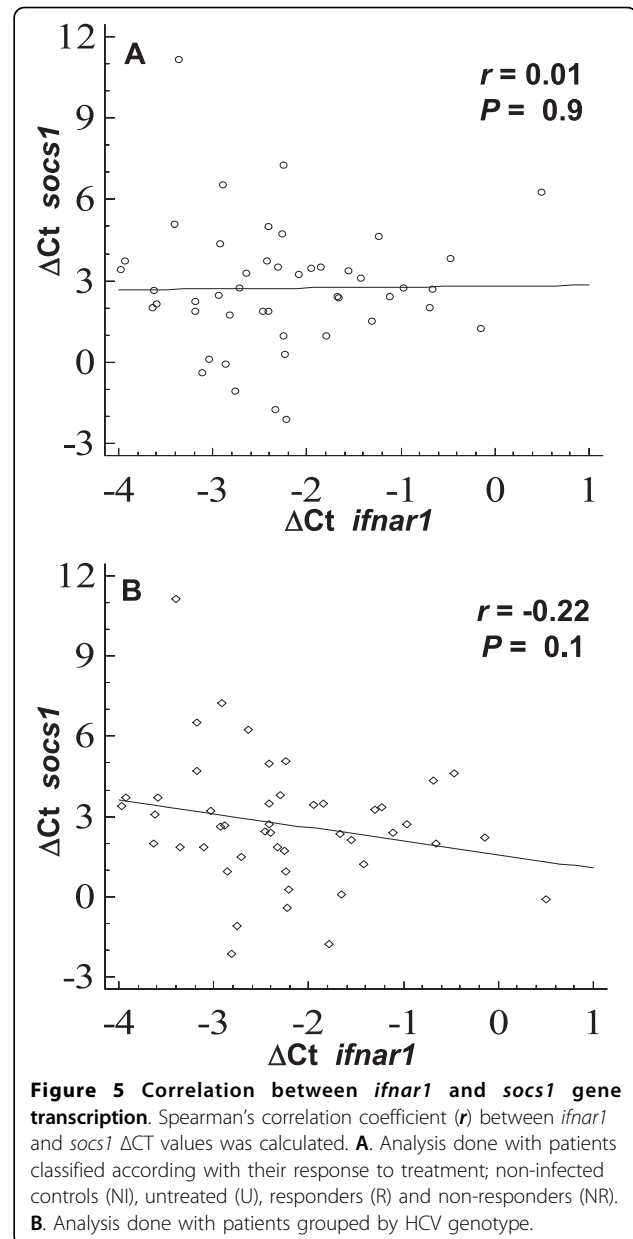 12
A
r = 0.01
P = 0.9
9
ΔCt socs1
6
3
0
-3
-4 -3 -2 -1 0 1
ΔCt ifnar1
12
B
r = -0.22
P = 0.1
9
ΔCt socs1
6
3
0
-3
-4 -3 -2 -1 0 1
ΔCt ifnar1
Figure 5 Correlation between ifnar1 and socs1 gene
transcription. Spearman's correlation coefficient (r) between ifnar1
and socs1 ΔCT values was calculated. A. Analysis done with patients
classified according with their response to treatment; non-infected
controls (NI), untreated (U), responders (R) and non-responders (NR).
B. Analysis done with patients grouped by HCV genotype.